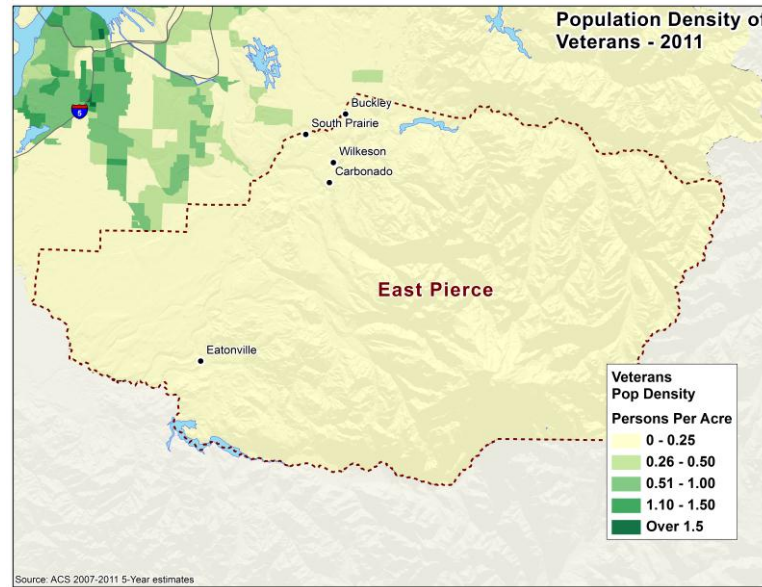 Population Density of
Veterans - 2011
5
Buckley
South Prairie
Wilkeson
Carbonado
East Pierce
Eatonville
Veterans
Pop Density
Persons Per Acre
0 - 0.25
0.26 - 0.50
0.51 - 1.00
1.10 - 1.50
Over 1.5
Source: ACS 2007-2011 5-Year estimates